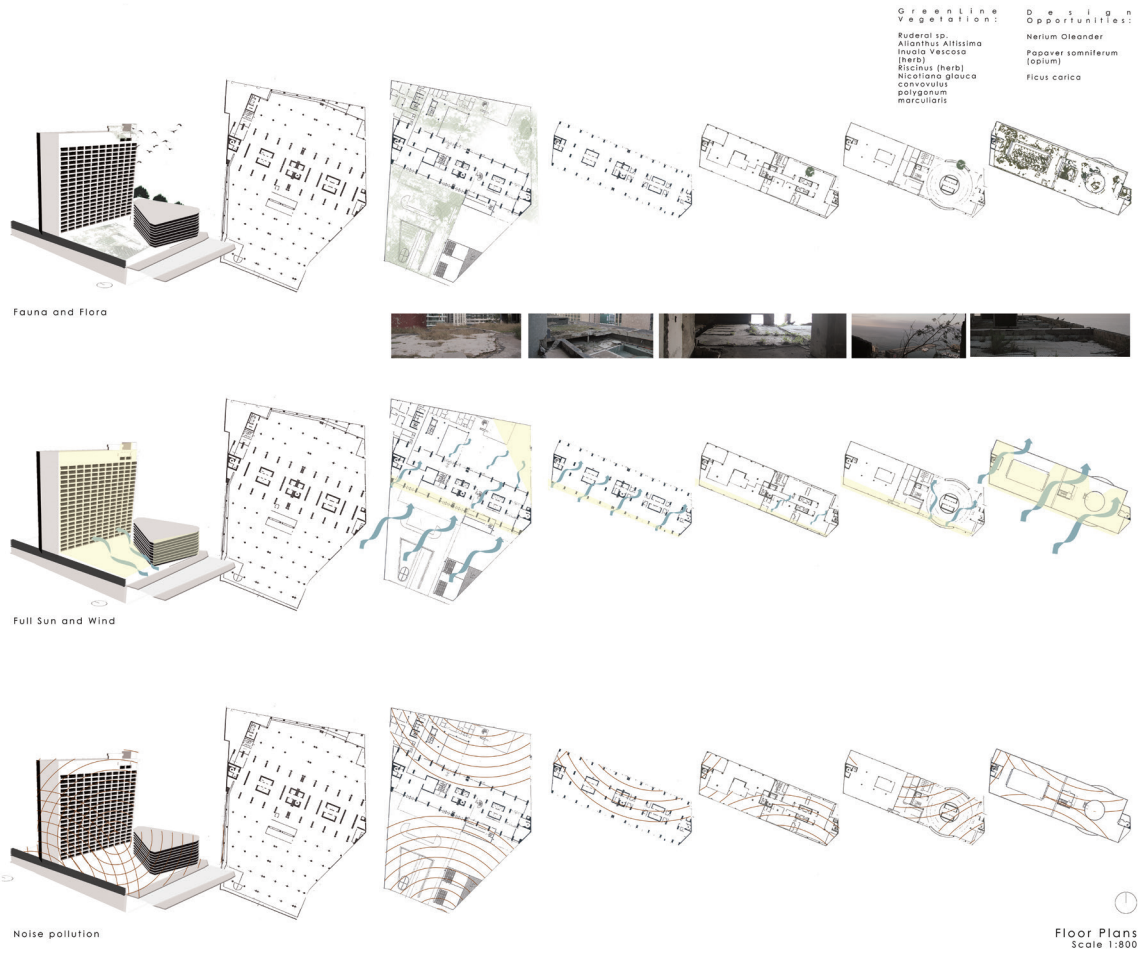 GreenLine
Vegetation:
Ruderal sp.
Alianthus Altissima
Inuala Vescosa
(herb)
Riscinus (herb)
Nicotiana glauca
convovulus
polygonum
marculiaris
Design
Opportunities:
Nerium Oleander
Papaver somniferum
(opium)
Ficus carica
Fauna and Flora
Full Sun and Wind
Noise pollution
Floor Plans
Scale 1:800